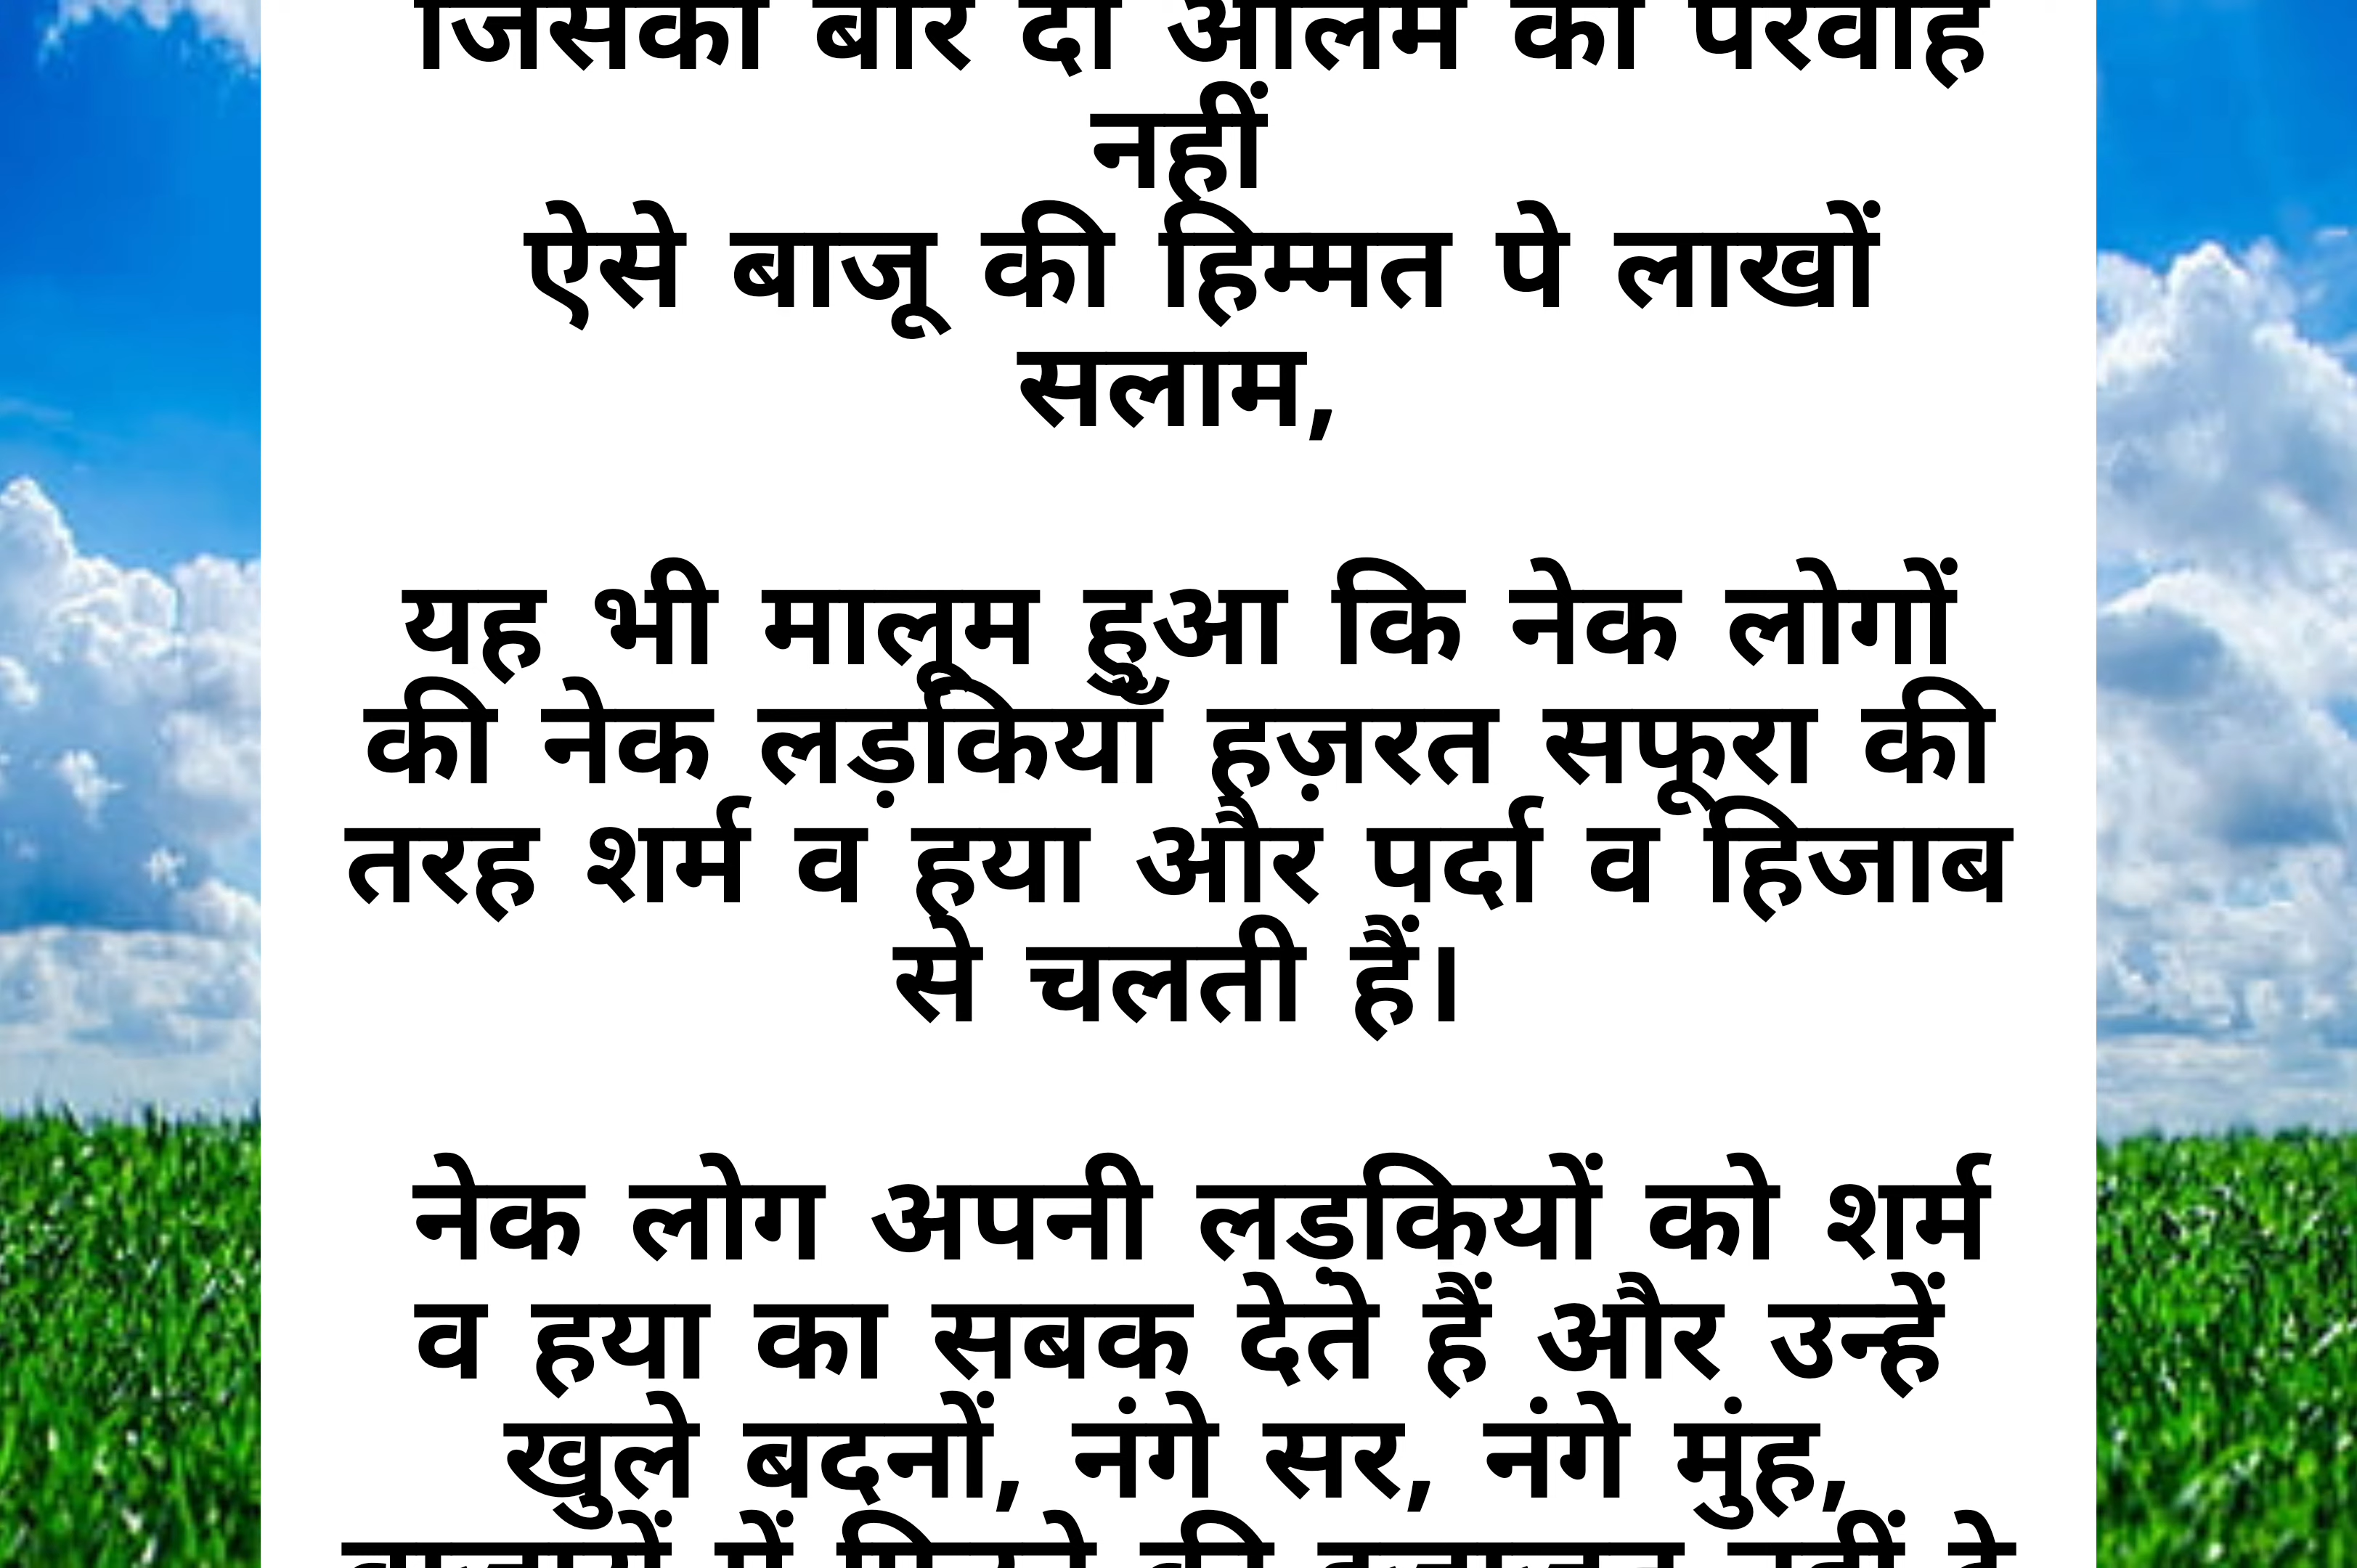 जिसको बार दो आलम की परवाह
नहीं
ऐसे बाजू की हिम्मत पे लाखों
सलाम,
यह भी मालूम हुआ कि नेक लोगों
की नेक लड़कियाँ हज़रत सफूरा की
तरह शर्म व हया और पर्दा व हिजाब
से चलती हैं।
नेक लोग अपनी लड़कियों को शर्म
व हया का सबक देते हैं और उन्हें
खुले बदनों, नंगे सर, नंगे मुंह,